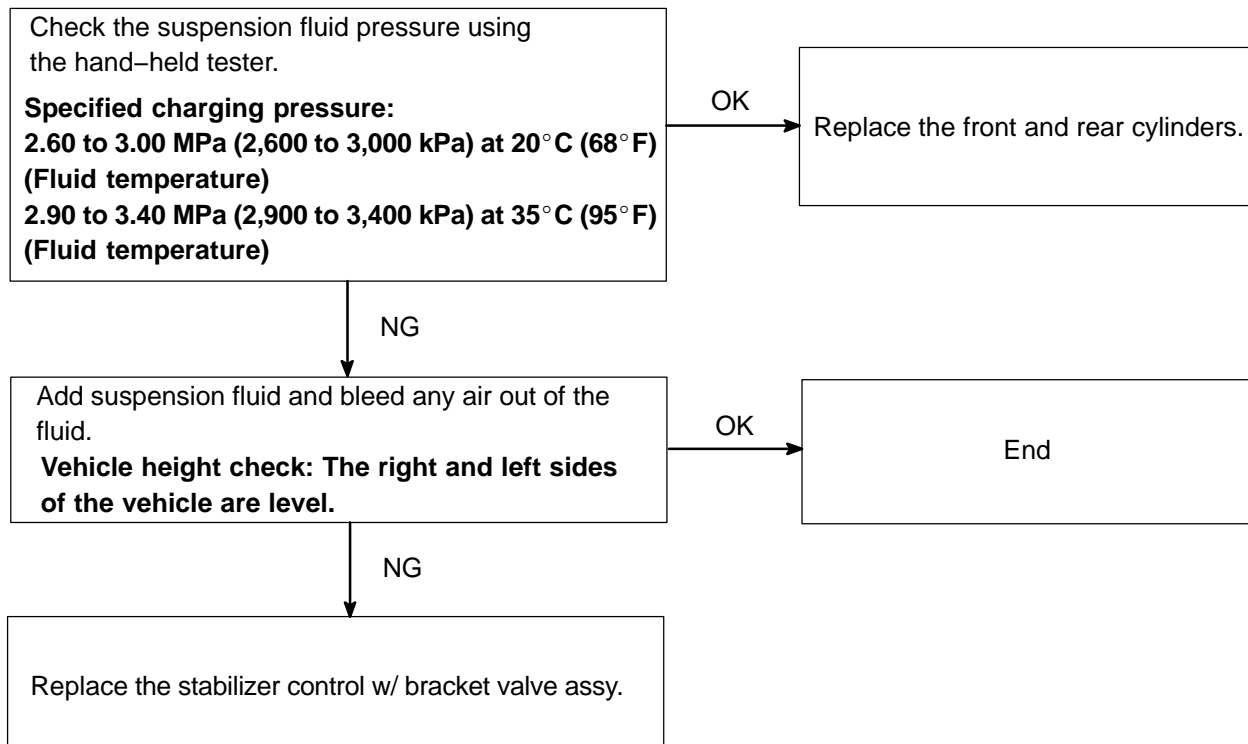 Check the suspension fluid pressure using
the hand–held tester.
Specified charging pressure:
2.60 to 3.00 MPa (2,600 to 3,000 kPa) at 20°C (68°F)
(Fluid temperature)
2.90 to 3.40 MPa (2,900 to 3,400 kPa) at 35°C (95°F)
(Fluid temperature)
OK
Replace the front and rear cylinders.
NG
Add suspension fluid and bleed any air out of the
fluid.
Vehicle height check: The right and left sides
of the vehicle are level.
OK
End
NG
Replace the stabilizer control w/ bracket valve assy.